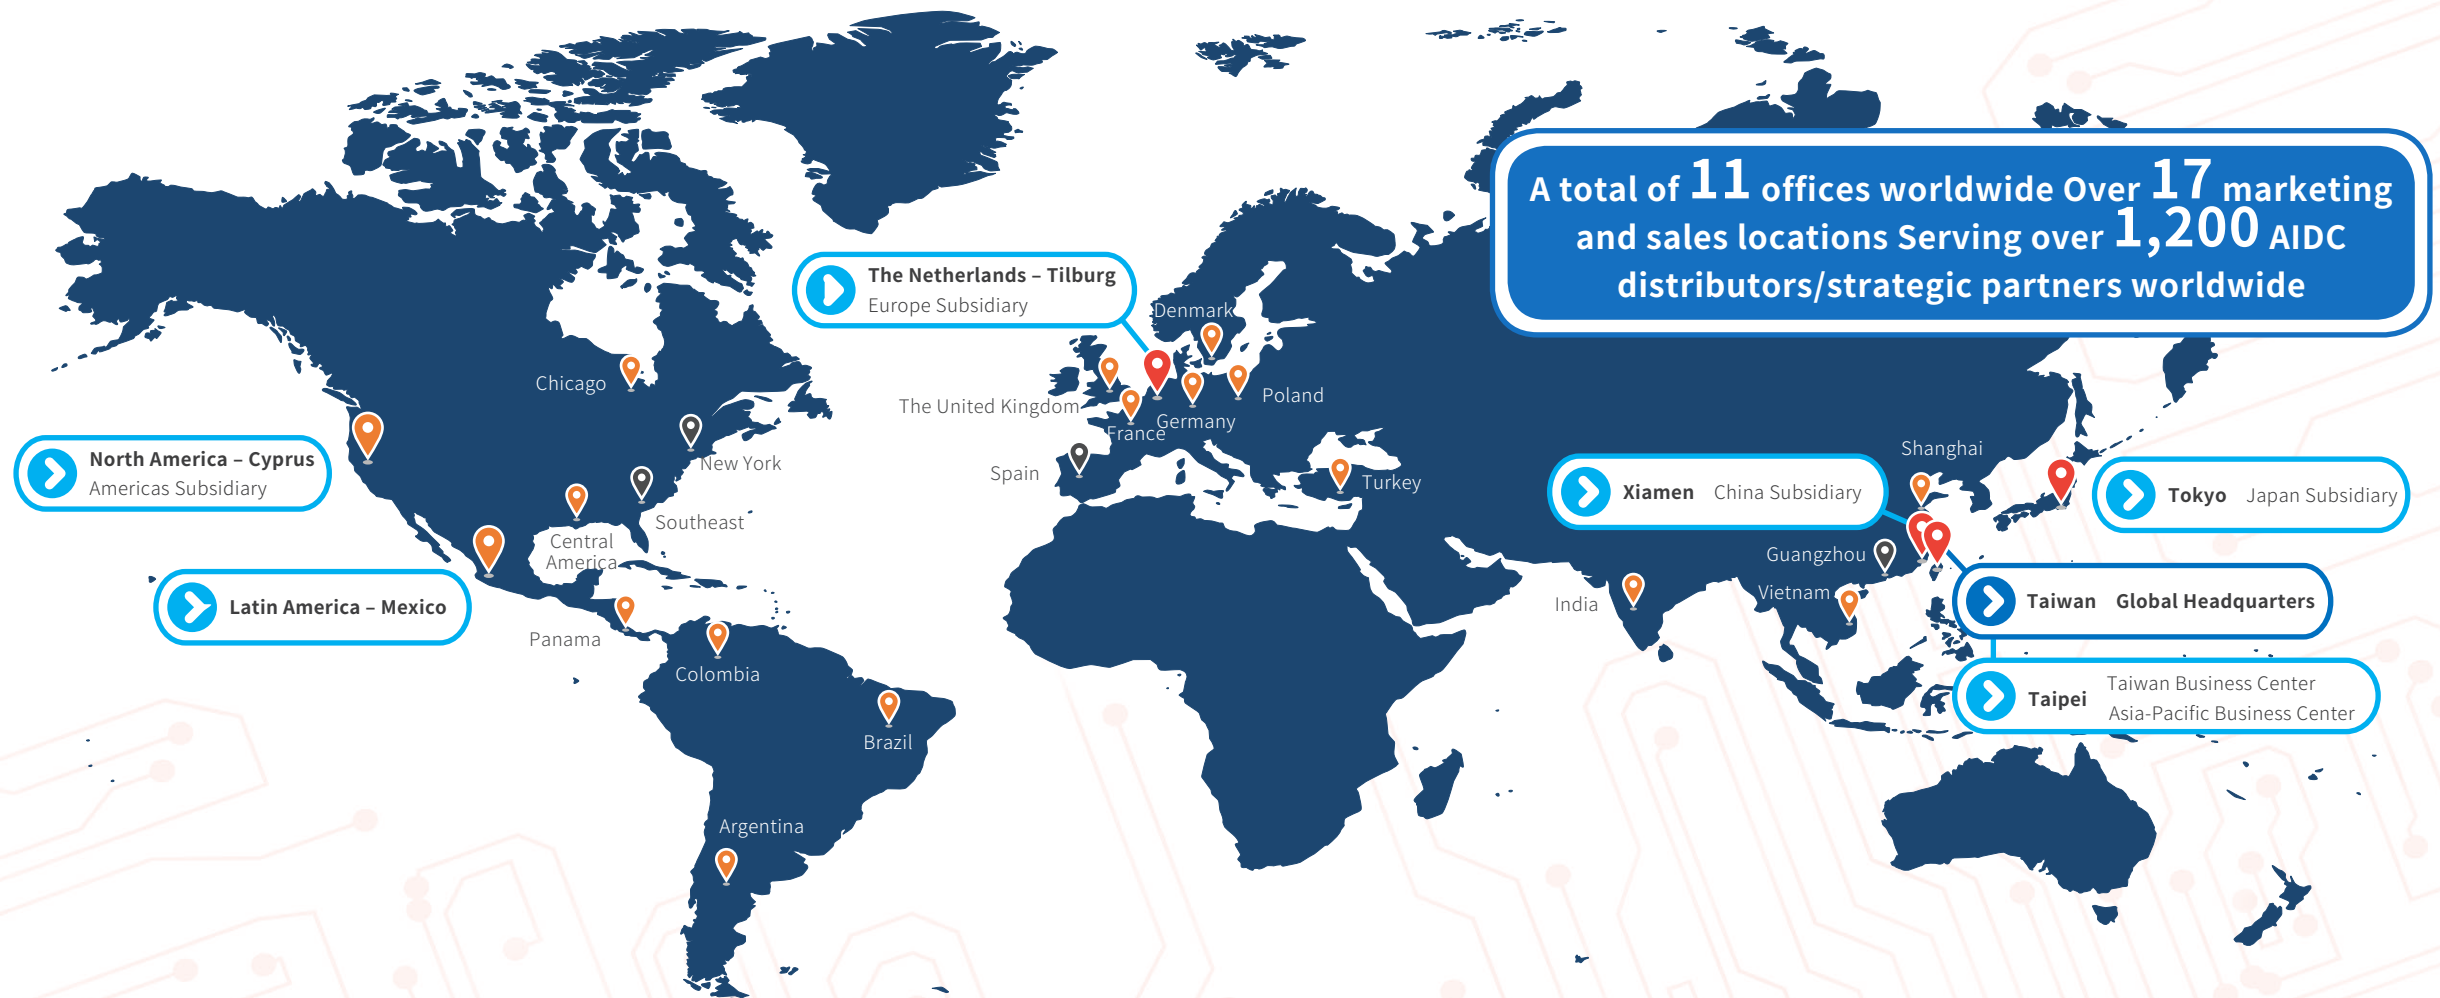 A total of 11 offices worldwide Over 17 marketing
and sales locations Serving over 1,200 AIDC
distributors/strategic partners worldwide
The Netherlands – Tilburg
Europe Subsidiary
Denmark
Chicago
The United Kingdom
Poland
Germany
France
North America – Cyprus
Americas Subsidiary
New York
Spain
Turkey
Shanghai
Xiamen China Subsidiary
Tokyo Japan Subsidiary
Southeast
Central
America
Guangzhou
Vietnam
India
Taiwan Global Headquarters
Latin America – Mexico
Panama
Colombia
Taipei
Taiwan Business Center
Asia-Pacific Business Center
Brazil
Argentina